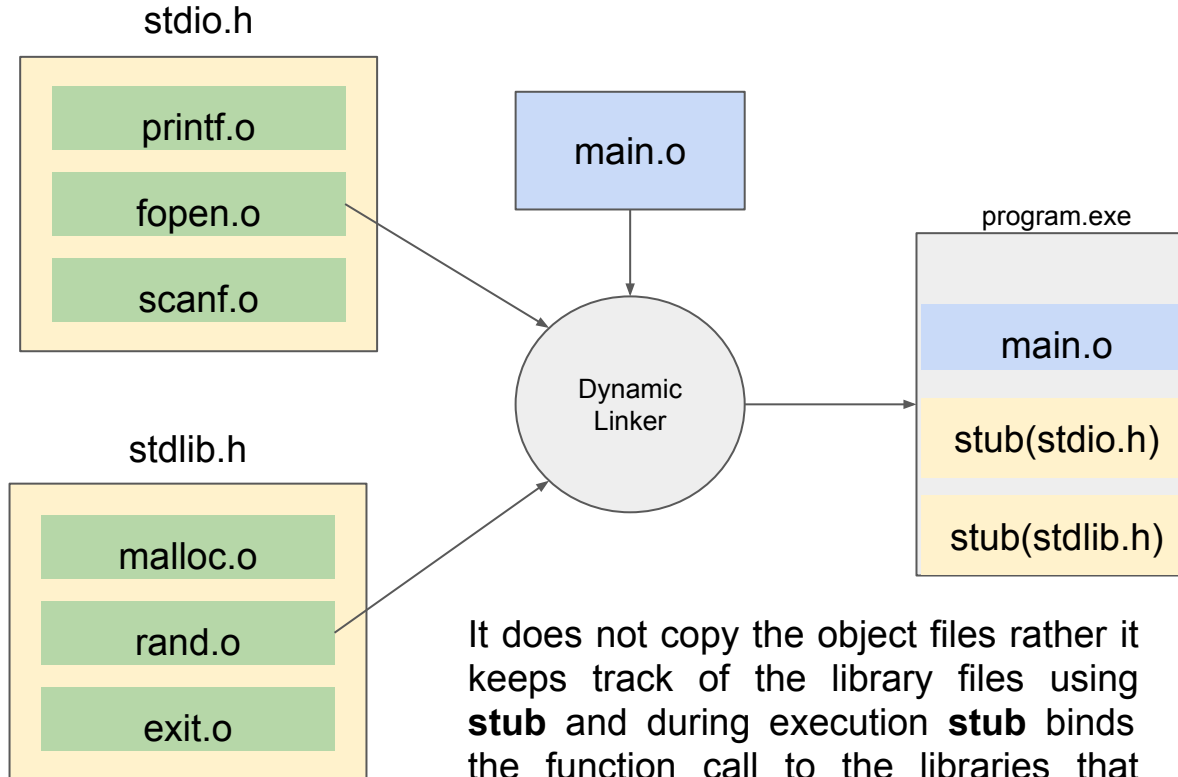 stdio.h
printf.o
fopen.o
scanf.o
main.o
Dynamic
Linker
program.exe
main.o
stub(stdio.h)
stub(stdlib.h)
stdlib.h
malloc.o
rand.o
exit.o
It does not copy the object files rather it
keeps track of the library files using
stub and during execution stub binds
the function call to the libraries that